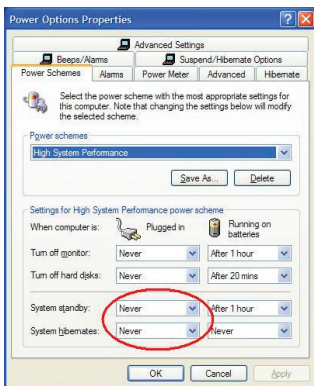 Power Options Properties
Advanced Settings
Beeps/Alarms
Suspend/Hibernate Options
Power Schemes
Alarms
Power Meter
Advanced
Hibernate
Select the power scheme with the most appropriate settings for
this computer. Note that changing the settings below will modify
the selected scheme.
Power schemes
High System Performance
Save As...
Delete
Settings for High System Performance power scheme
When computer is:
Plugged in
Running on
batteries
Turn off monitor:
Never
After 1 hour
Turn off hard disks:
Never
After 20 mins
System standby:
Never
After 1 hour
System hibernates:
Never
Never
OK
Cancel
Apply